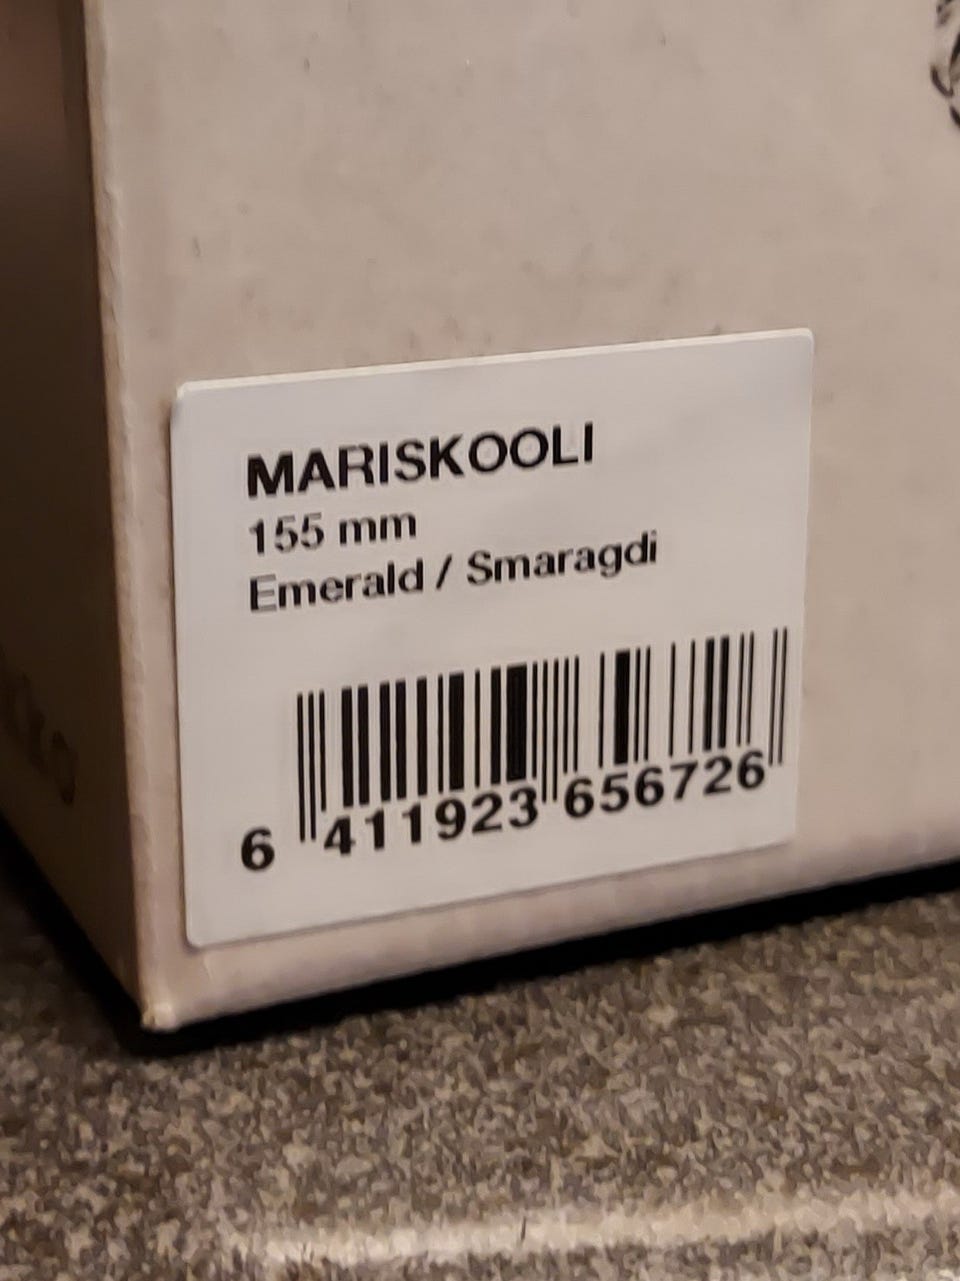 MARISKOOLI
155 mm
Emerald / Smaragdi
6 411923 656726